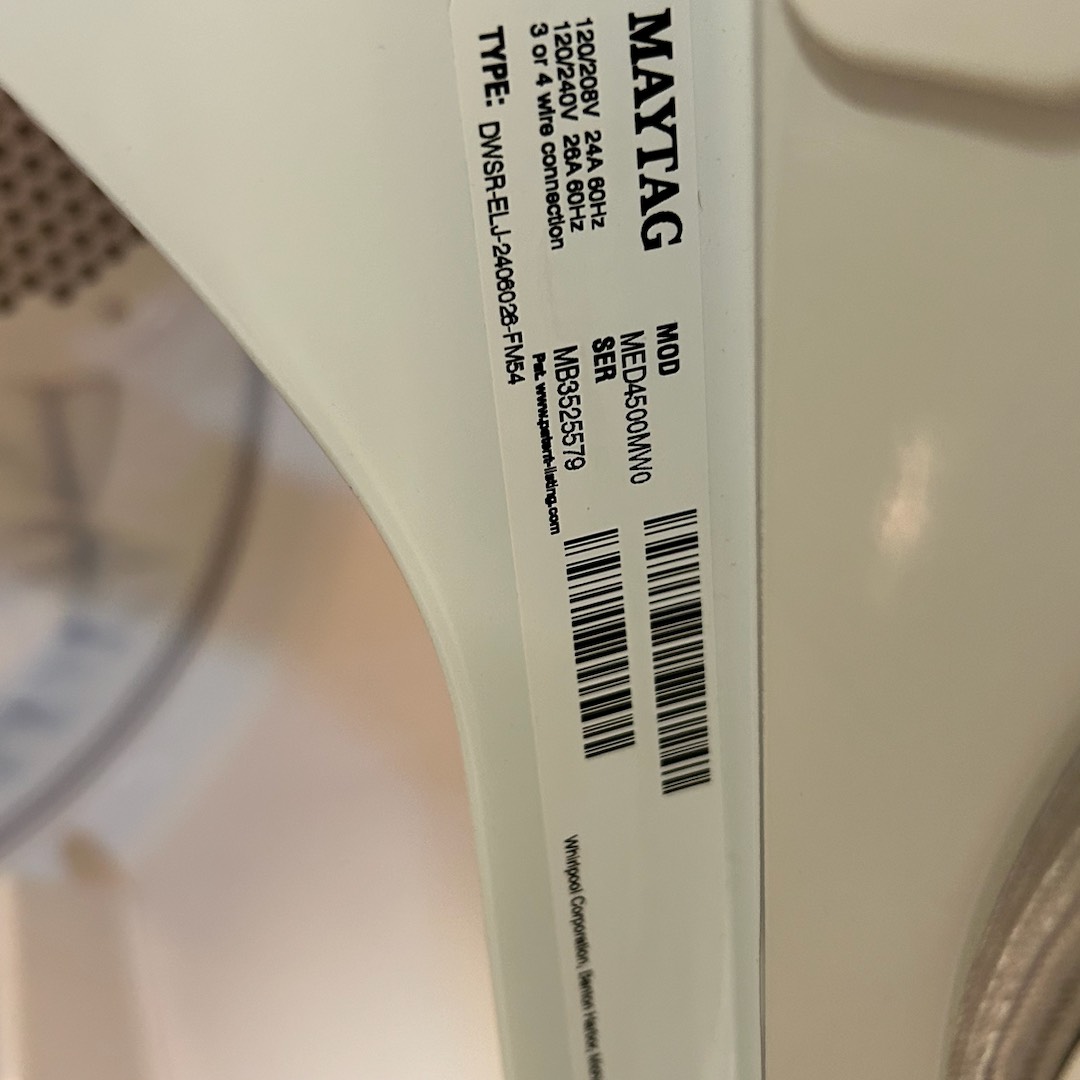 MAYTAG
120/208V 24A 60Hz
120/240V 26A 60Hz
3 or 4 wire connection
TYPE: DWSR-ELJ-2406026-FM54
MOD
MED4500MW0
SER
MB3525579
Pat. www.patent-listing.com
Whirlpool Corporation, Benton Harbor,